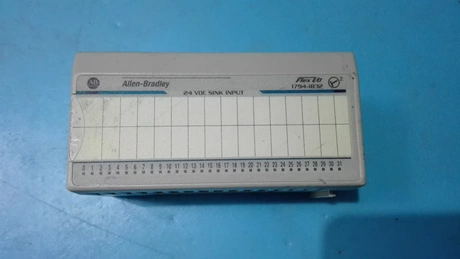 AB
Allen-Bradley
Flex I/O
24 VDC SINK INPUT
1794-IB32
0 1 2 3 4 5 6 7 8 9 10 11 12 13 14 15 16 17 18 19 20 21 22 23 24 25 26 27 28 29 30 31